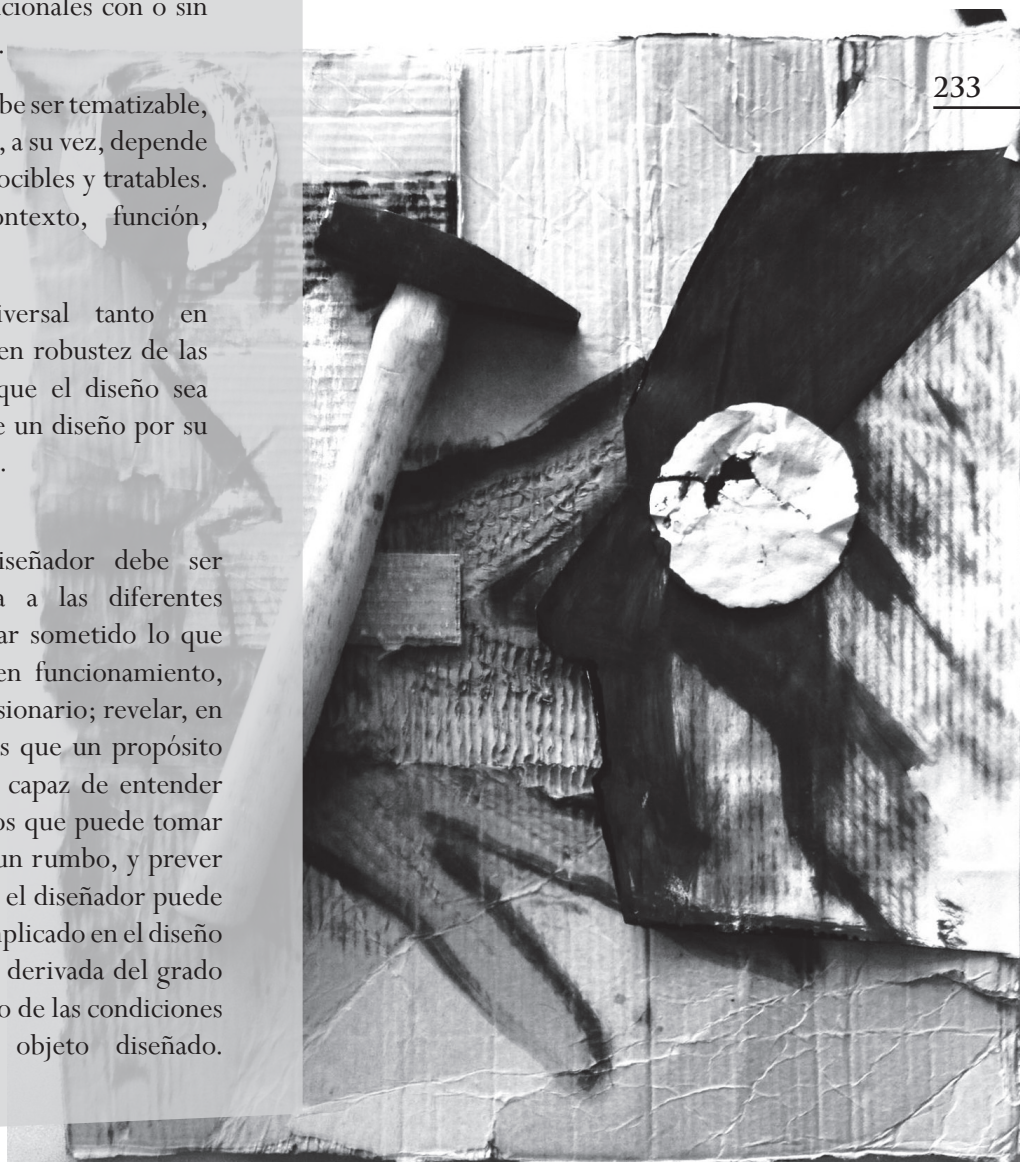 cionales con o sin
.
233
be ser tematizable,
, a su vez, depende
ocibles y tratables.
ontexto, función,
iversal tanto en
en robustez de las
que el diseño sea
e un diseño por su
.
iseñador debe ser
a a las diferentes
ar sometido lo que
en funcionamiento,
sionario; revelar, en
s que un propósito
capaz de entender
os que puede tomar
un rumbo, y prever
el diseñador puede
nplicado en el diseño
derivada del grado
o de las condiciones
objeto diseñado.